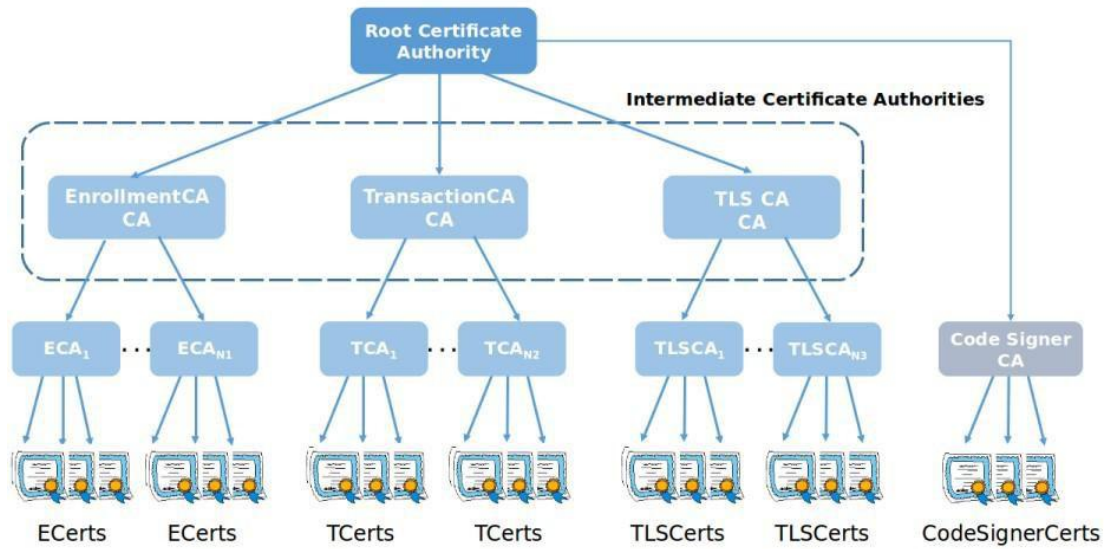 Root Certificate
Authority
Intermediate Certificate Authorities
EnrollmentCA
CA
TransactionCA
CA
TLS CA
CA
ECA1
...
ECAN1
TCA1
...
TCAN2
TLSCA1
...
TLSCAN3
Code Signer
CA
ECerts
ECerts
TCerts
TCerts
TLSCerts
TLSCerts
CodeSignerCerts